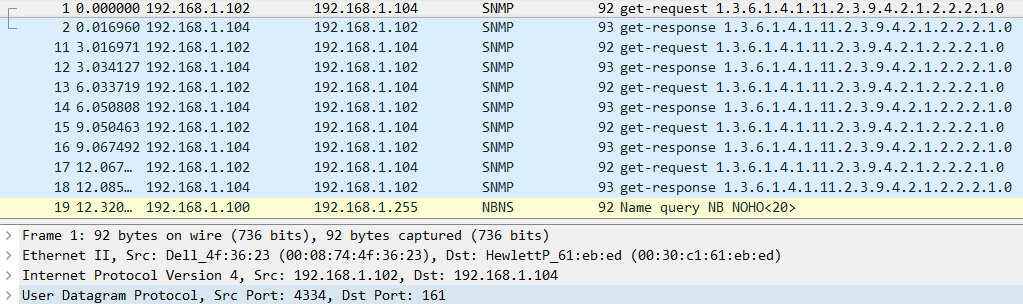 1 0.000000 192.168.1.102 192.168.1.104 SNMP 92 get-request 1.3.6.1.4.1.11.2.3.9.4.2.1.2.2.2.1.0
2 0.016960 192.168.1.104 192.168.1.102 SNMP 93 get-response 1.3.6.1.4.1.11.2.3.9.4.2.1.2.2.2.1.0
11 3.016971 192.168.1.102 192.168.1.104 SNMP 92 get-request 1.3.6.1.4.1.11.2.3.9.4.2.1.2.2.2.1.0
12 3.034127 192.168.1.104 192.168.1.102 SNMP 93 get-response 1.3.6.1.4.1.11.2.3.9.4.2.1.2.2.2.1.0
13 6.033719 192.168.1.102 192.168.1.104 SNMP 92 get-request 1.3.6.1.4.1.11.2.3.9.4.2.1.2.2.2.1.0
14 6.050808 192.168.1.104 192.168.1.102 SNMP 93 get-response 1.3.6.1.4.1.11.2.3.9.4.2.1.2.2.2.1.0
15 9.050463 192.168.1.102 192.168.1.104 SNMP 92 get-request 1.3.6.1.4.1.11.2.3.9.4.2.1.2.2.2.1.0
16 9.067492 192.168.1.104 192.168.1.102 SNMP 93 get-response 1.3.6.1.4.1.11.2.3.9.4.2.1.2.2.2.1.0
17 12.067… 192.168.1.102 192.168.1.104 SNMP 92 get-request 1.3.6.1.4.1.11.2.3.9.4.2.1.2.2.2.1.0
18 12.085… 192.168.1.104 192.168.1.102 SNMP 93 get-response 1.3.6.1.4.1.11.2.3.9.4.2.1.2.2.2.1.0
19 12.320… 192.168.1.100 192.168.1.255 NBNS 92 Name query NB NOHO<20>
Frame 1: 92 bytes on wire (736 bits), 92 bytes captured (736 bits)
Ethernet II, Src: Dell_4f:36:23 (00:08:74:4f:36:23), Dst: HewlettP_61:eb:ed (00:30:c1:61:eb:ed)
Internet Protocol Version 4, Src: 192.168.1.102, Dst: 192.168.1.104
User Datagram Protocol, Src Port: 4334, Dst Port: 161